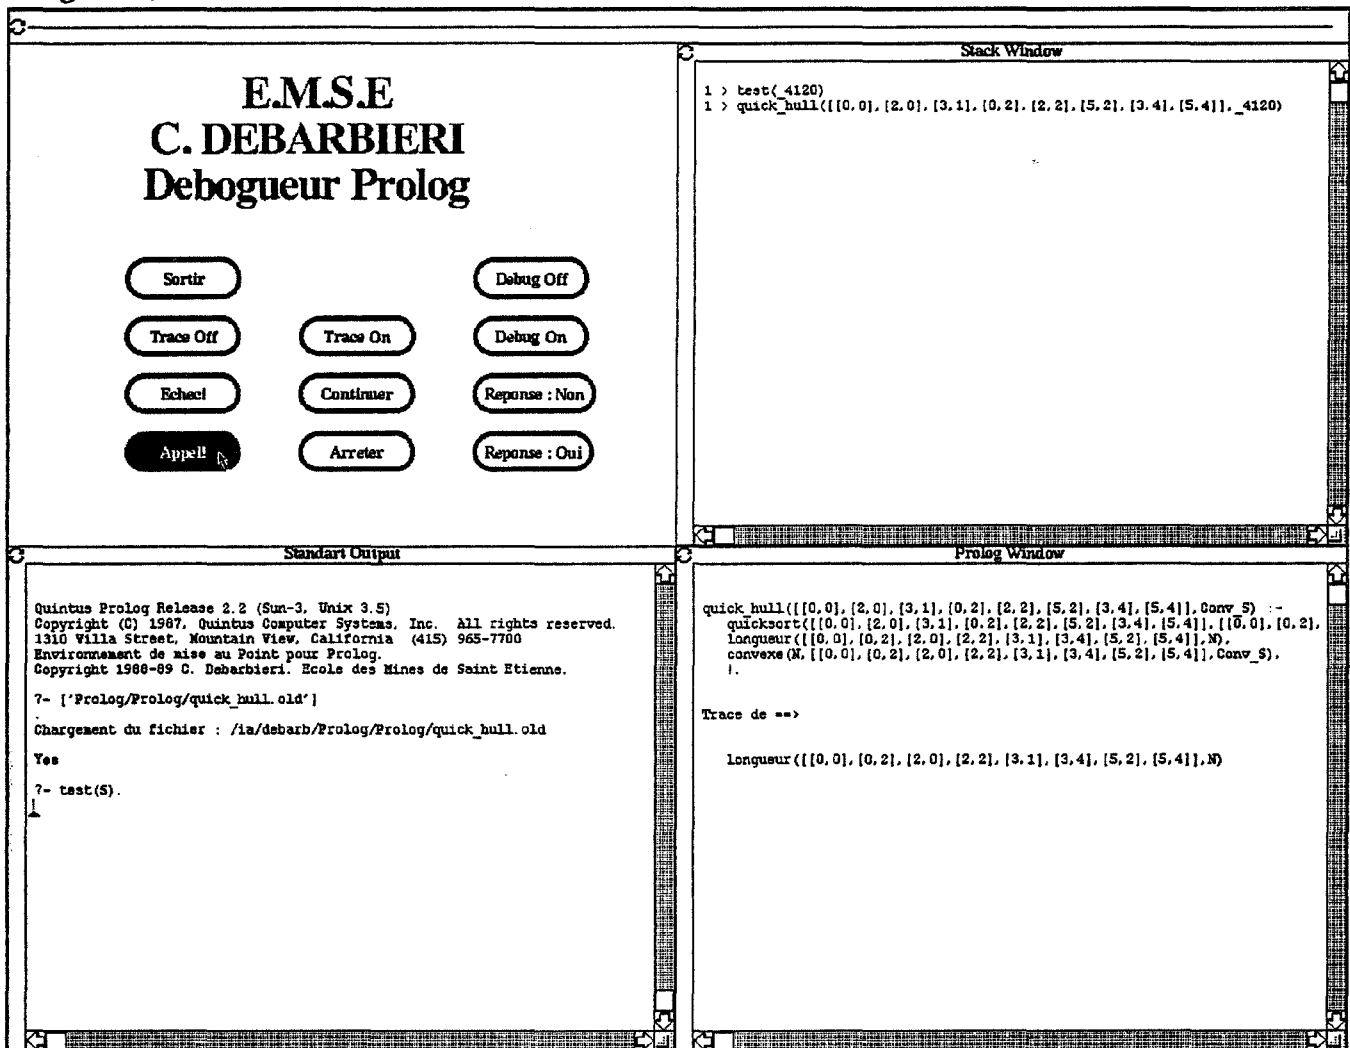 E.M.S.E
C. DEBARBIERI
Debogueur Prolog
Sortir
Debug Off
Trace Off
Trace On
Debug On
Echec!
Continuer
Reponse : Non
Appel!
Arreter
Reponse : Oui
Stack Window
1 > test(_4120)
1 > quick_hull([[0,0],[2,0],[3,1],[0,2],[2,2],[5,2],[3,4],[5,4]],_4120)
Standart Output
Quintus Prolog Release 2.2 (Sun-3, Unix 3.5)
Copyright (C) 1987, Quintus Computer Systems, Inc. All rights reserved.
1310 Villa Street, Mountain View, California (415) 965-7700
Environnement de mise au Point pour Prolog.
Copyright 1988-89 C. Debarbieri. Ecole des Mines de Saint Etienne.
?- ['Prolog/Prolog/quick_hull.old']
.
Chargement du fichier : /ia/debarb/Prolog/Prolog/quick_hull.old
Yes
?- test(S).
Prolog Window
quick_hull([[0,0],[2,0],[3,1],[0,2],[2,2],[5,2],[3,4],[5,4]],Conv_S) :-
quicksort([[0,0],[2,0],[3,1],[0,2],[2,2],[5,2],[3,4],[5,4]],[[0,0],[0,2],
longueur([[0,0],[0,2],[2,0],[2,2],[3,1],[3,4],[5,2],[5,4]],N),
convexe(N,[[0,0],[0,2],[2,0],[2,2],[3,1],[3,4],[5,2],[5,4]],Conv_S),
!.
Trace de ==>
longueur([[0,0],[0,2],[2,0],[2,2],[3,1],[3,4],[5,2],[5,4]],N)